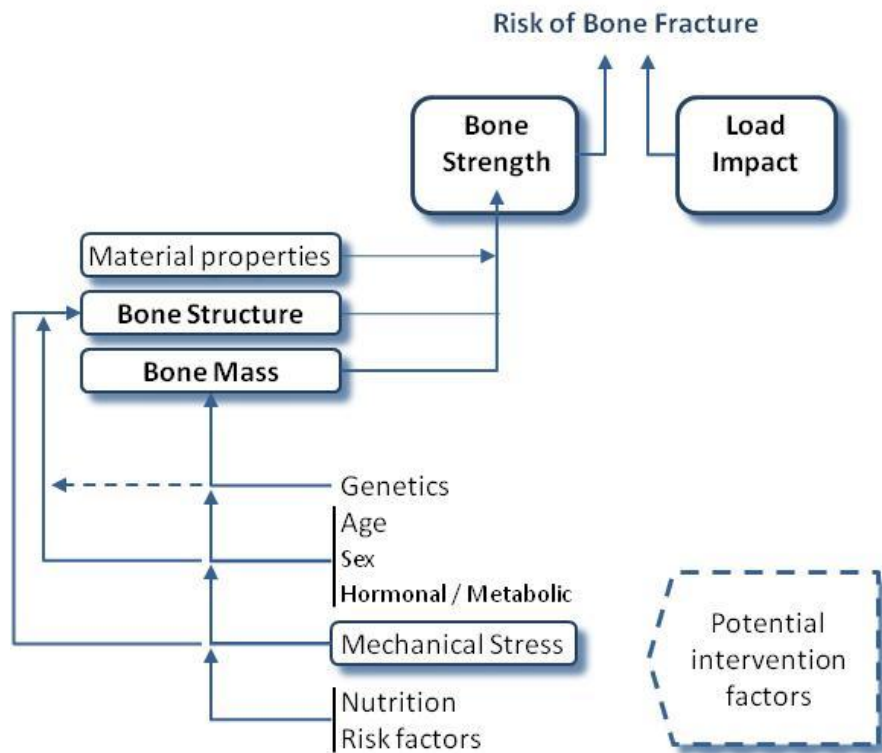 Risk of Bone Fracture
Bone
Strength
Load
Impact
Material properties
Bone Structure
Bone Mass
Genetics
Age
Sex
Hormonal / Metabolic
Mechanical Stress
Nutrition
Risk factors
Potential
intervention
factors